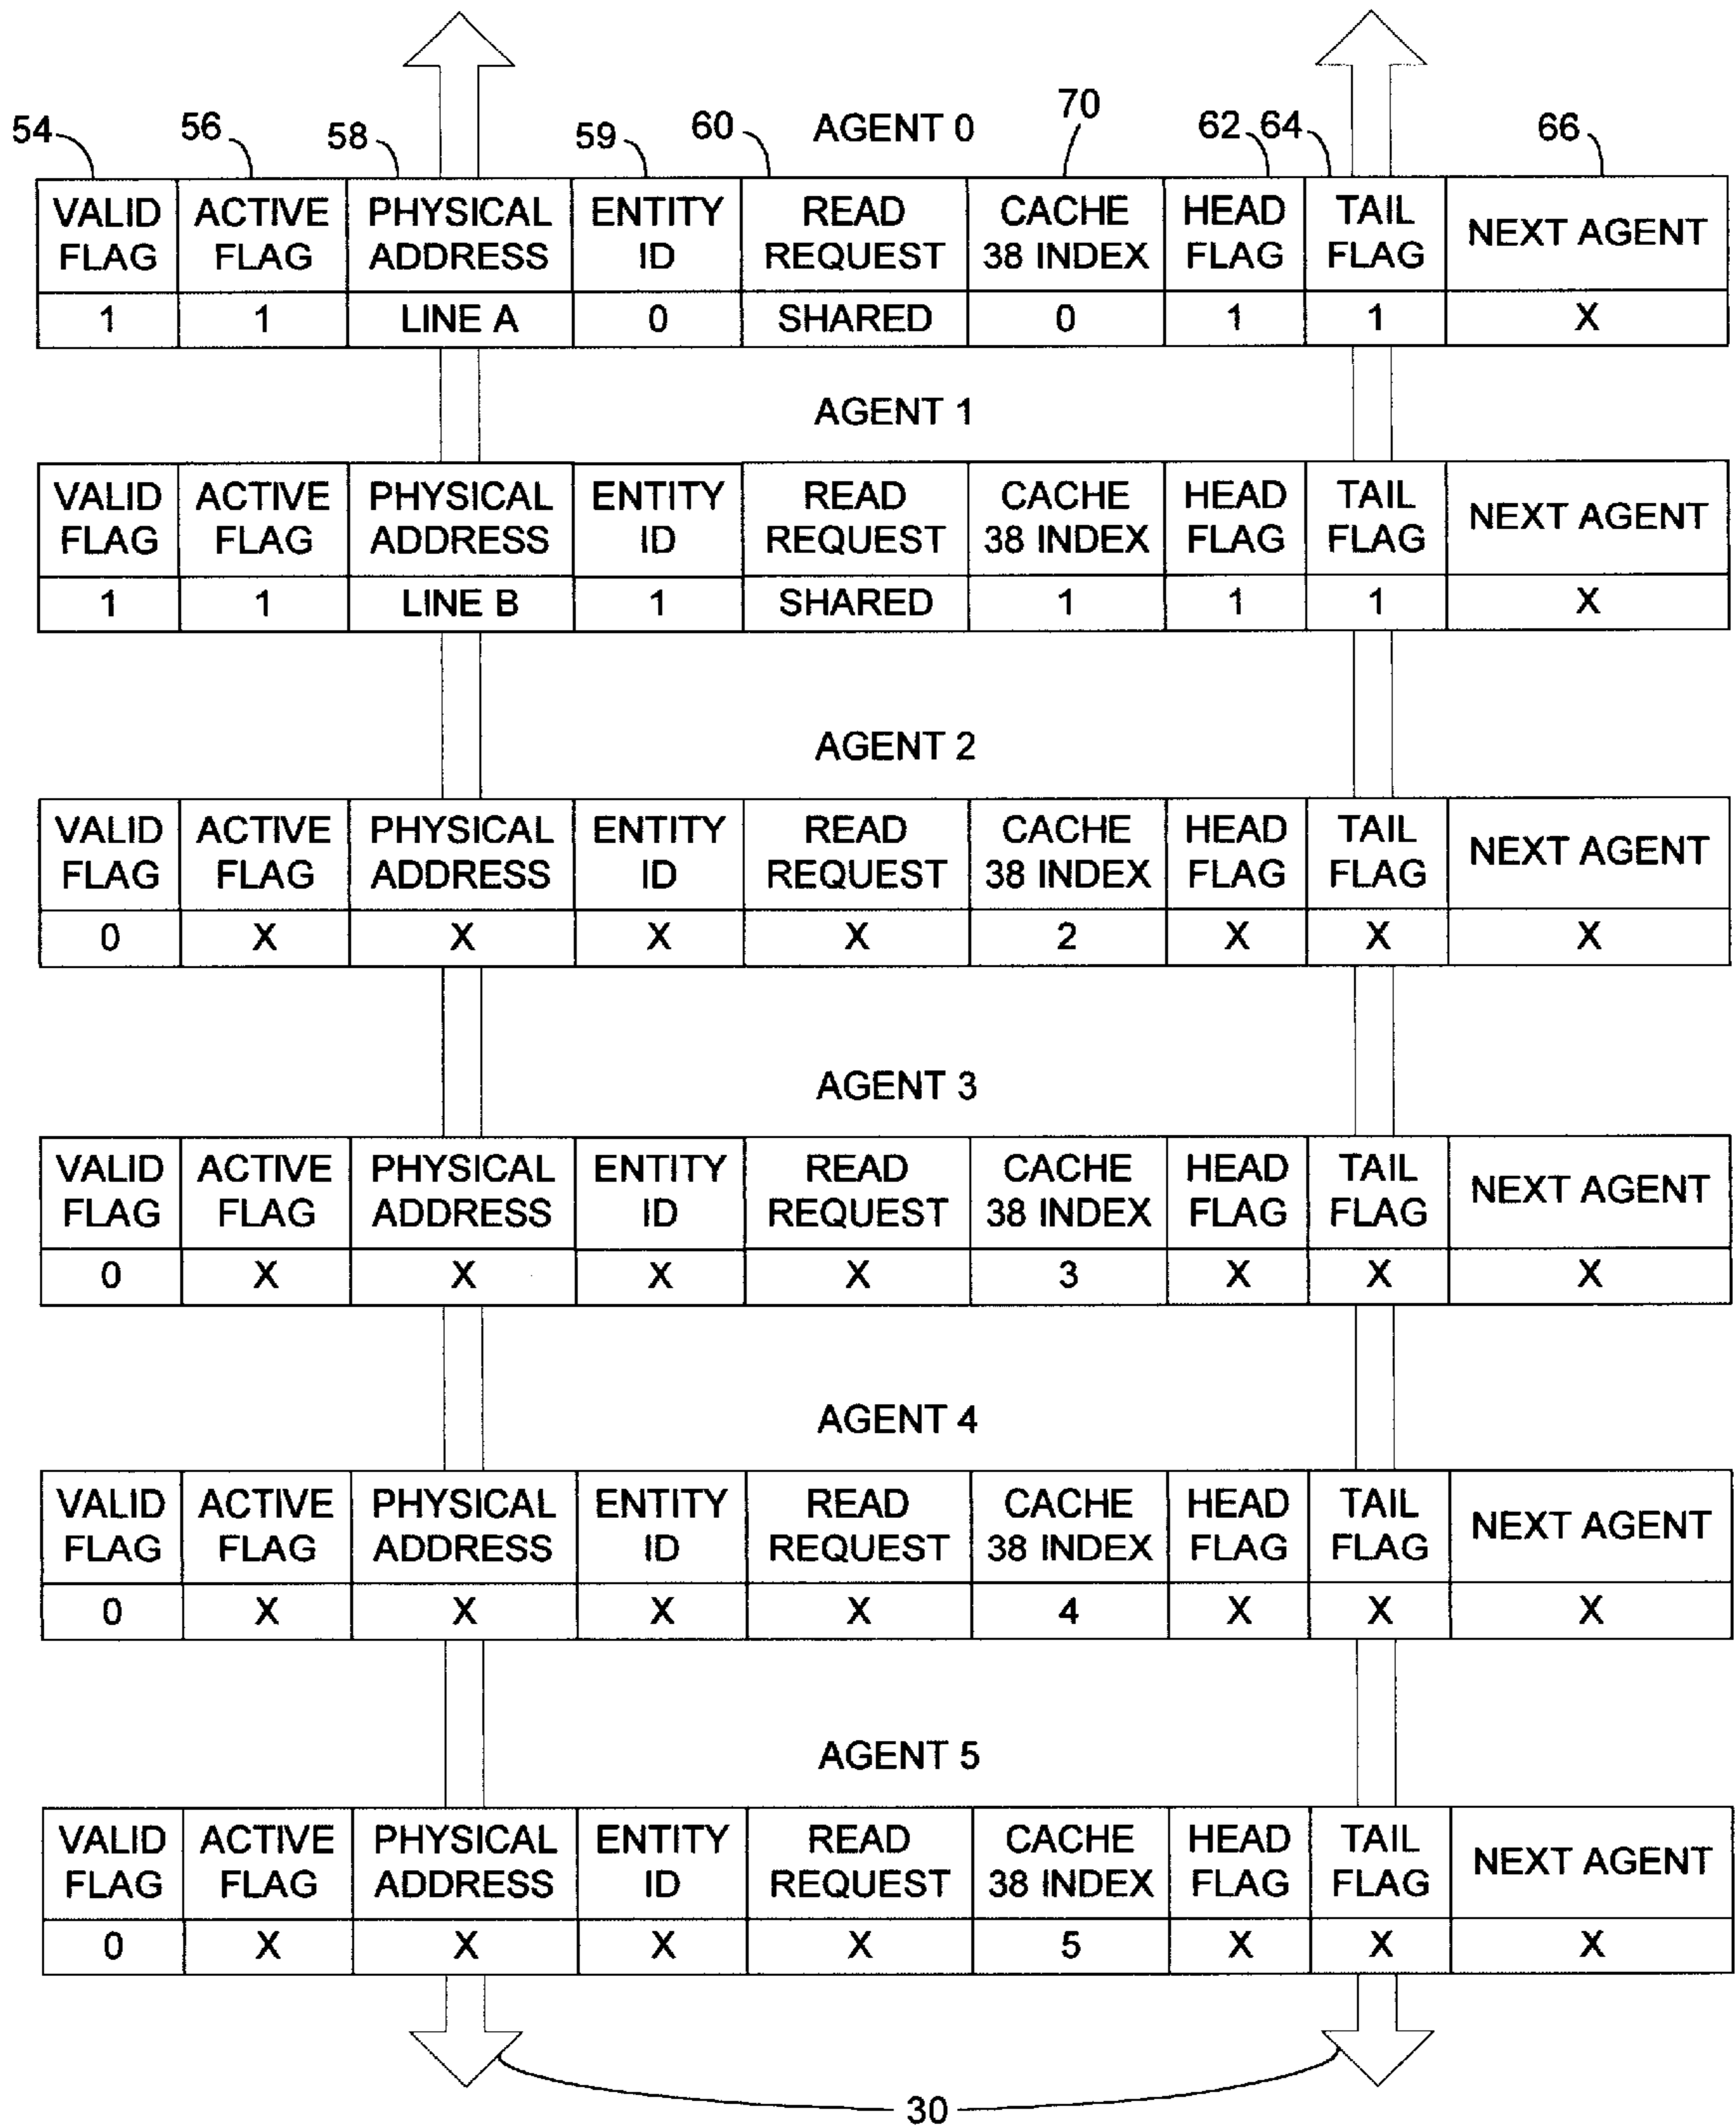 54 56 58 59 60 AGENT 0 70 62 64 66
VALID FLAG ACTIVE FLAG PHYSICAL ADDRESS ENTITY ID READ REQUEST CACHE 38 INDEX HEAD FLAG TAIL FLAG NEXT AGENT
1 1 LINE A 0 SHARED 0 1 1 X
AGENT 1
VALID FLAG ACTIVE FLAG PHYSICAL ADDRESS ENTITY ID READ REQUEST CACHE 38 INDEX HEAD FLAG TAIL FLAG NEXT AGENT
1 1 LINE B 1 SHARED 1 1 1 X
AGENT 2
VALID FLAG ACTIVE FLAG PHYSICAL ADDRESS ENTITY ID READ REQUEST CACHE 38 INDEX HEAD FLAG TAIL FLAG NEXT AGENT
0 X X X X 2 X X X
AGENT 3
VALID FLAG ACTIVE FLAG PHYSICAL ADDRESS ENTITY ID READ REQUEST CACHE 38 INDEX HEAD FLAG TAIL FLAG NEXT AGENT
0 X X X X 3 X X X
AGENT 4
VALID FLAG ACTIVE FLAG PHYSICAL ADDRESS ENTITY ID READ REQUEST CACHE 38 INDEX HEAD FLAG TAIL FLAG NEXT AGENT
0 X X X X 4 X X X
AGENT 5
VALID FLAG ACTIVE FLAG PHYSICAL ADDRESS ENTITY ID READ REQUEST CACHE 38 INDEX HEAD FLAG TAIL FLAG NEXT AGENT
0 X X X X 5 X X X
30